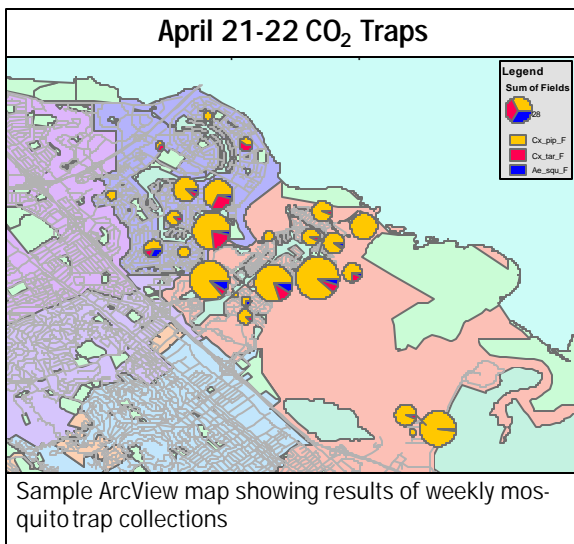 April 21-22 CO₂ Traps
Legend
Sum of Fields
28
Cx_pip_F
Cx_tar_F
Ae_squ_F
Sample ArcView map showing results of weekly mos-
quito trap collections